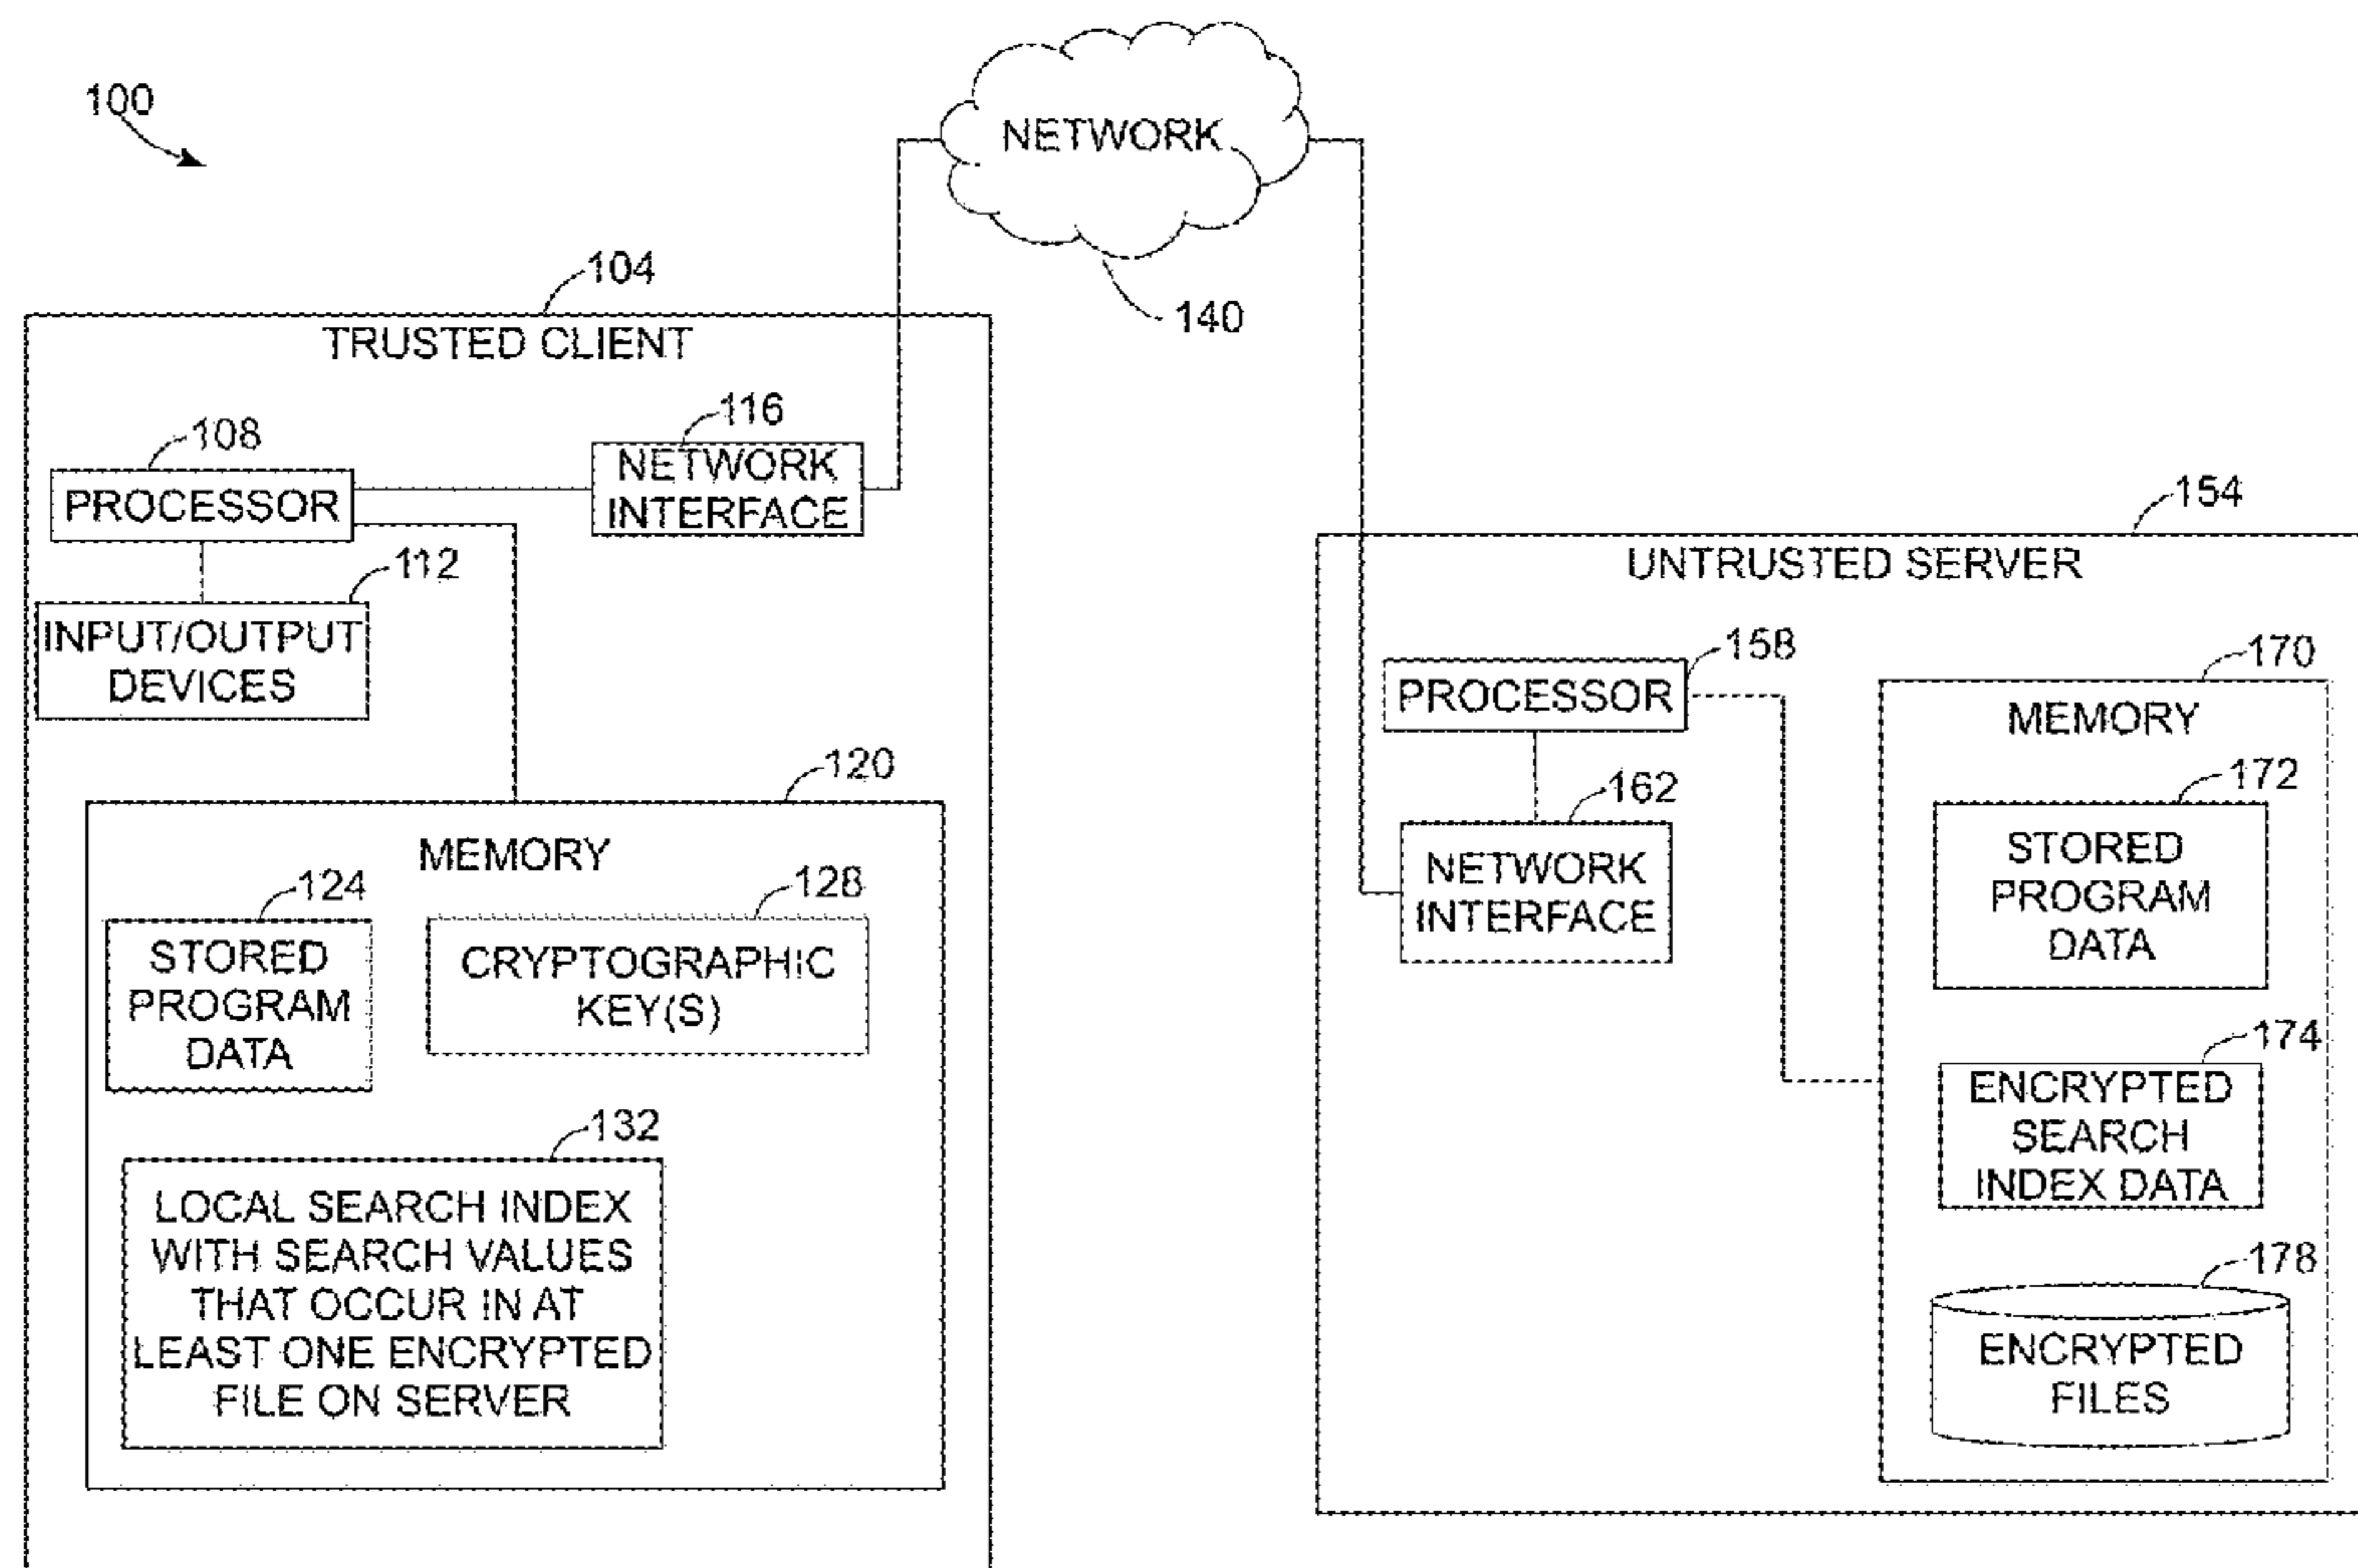 100
NETWORK
140
104
TRUSTED CLIENT
108
PROCESSOR
116
NETWORK
INTERFACE
112
INPUT/OUTPUT
DEVICES
120
MEMORY
124
STORED
PROGRAM
DATA
128
CRYPTOGRAPHIC
KEY(S)
132
LOCAL SEARCH INDEX
WITH SEARCH VALUES
THAT OCCUR IN AT
LEAST ONE ENCRYPTED
FILE ON SERVER
154
UNTRUSTED SERVER
158
PROCESSOR
162
NETWORK
INTERFACE
170
MEMORY
172
STORED
PROGRAM
DATA
174
ENCRYPTED
SEARCH
INDEX DATA
178
ENCRYPTED
FILES